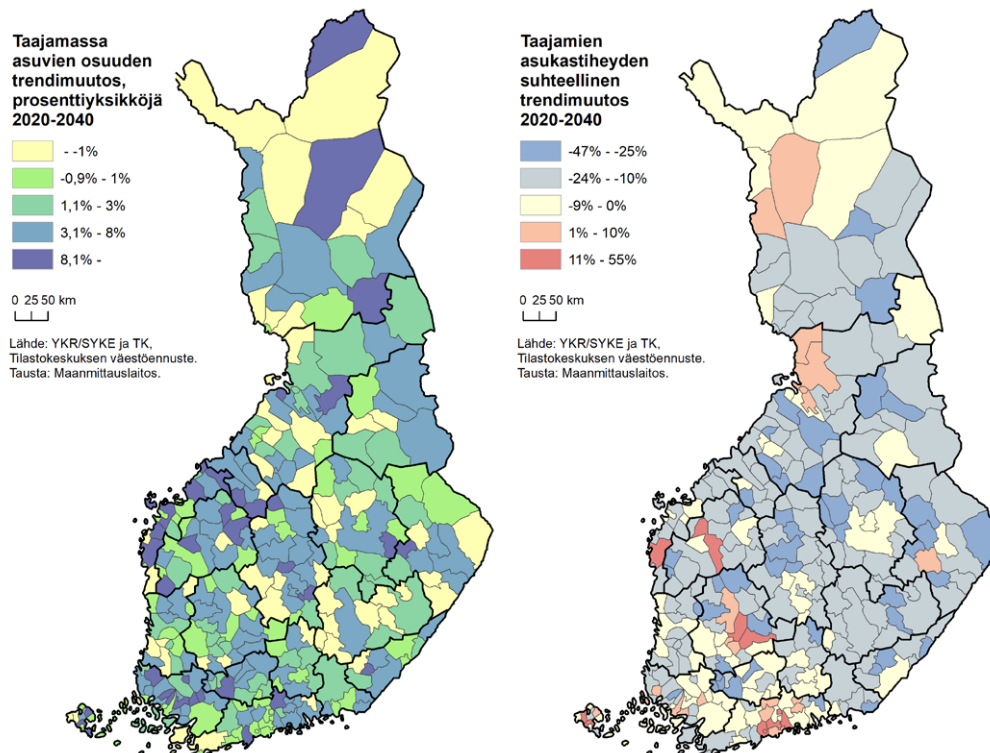 Taajamassa
asuvien osuuden
trendimuutos,
prosenttiyksikköjä
2020-2040
- -1%
-0,9% - 1%
1,1% - 3%
3,1% - 8%
8,1% -
0 25 50 km
Lähde: YKR/SYKE ja TK,
Tilastokeskuksen väestöennuste.
Tausta: Maanmittauslaitos.
Taajamien
asukastiheyden
suhteellinen
trendimuutos
2020-2040
-47% - -25%
-24% - -10%
-9% - 0%
1% - 10%
11% - 55%
0 25 50 km
Lähde: YKR/SYKE ja TK,
Tilastokeskuksen väestöennuste.
Tausta: Maanmittauslaitos.